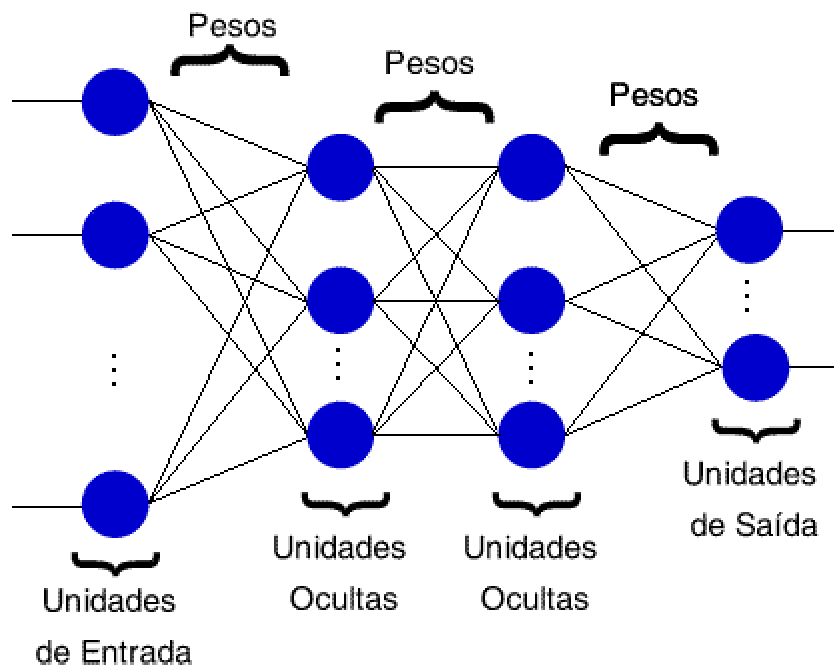 Pesos
Pesos
Pesos
Unidades
de Saída
Unidades
Ocultas
Unidades
Ocultas
Unidades
de Entrada